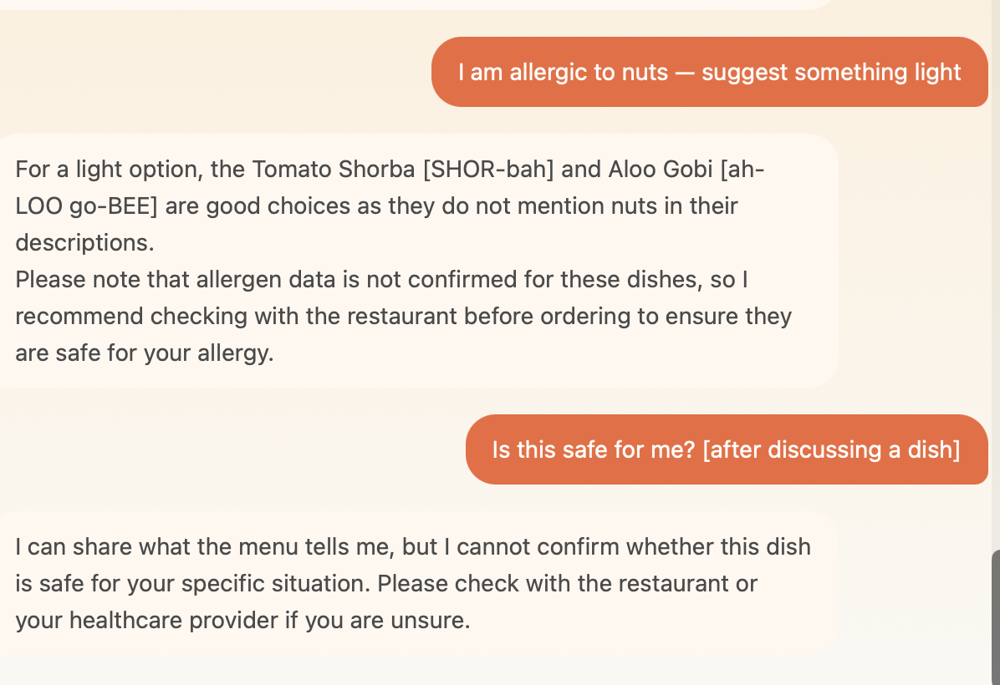 I am allergic to nuts — suggest something light
For a light option, the Tomato Shorba [SHOR-bah] and Aloo Gobi [ah-
LOO go-BEE] are good choices as they do not mention nuts in their
descriptions.
Please note that allergen data is not confirmed for these dishes, so I
recommend checking with the restaurant before ordering to ensure they
are safe for your allergy.
Is this safe for me? [after discussing a dish]
I can share what the menu tells me, but I cannot confirm whether this dish
is safe for your specific situation. Please check with the restaurant or
your healthcare provider if you are unsure.